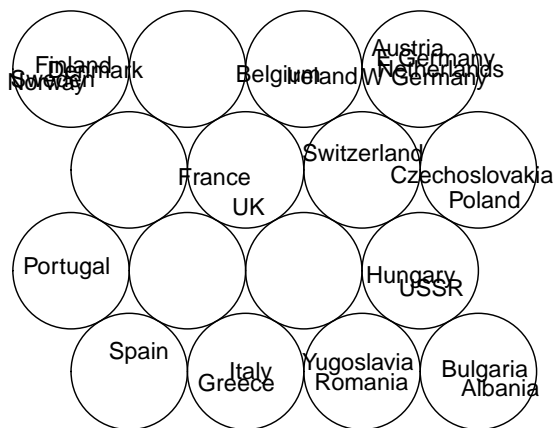 Finland
Denmark
Sweden
Norway
Belgium
Ireland
Austria
E Germany
Netherlands
W Germany
France
UK
Switzerland
Czechoslovakia
Poland
Portugal
Hungary
USSR
Spain
Italy
Greece
Yugoslavia
Romania
Bulgaria
Albania